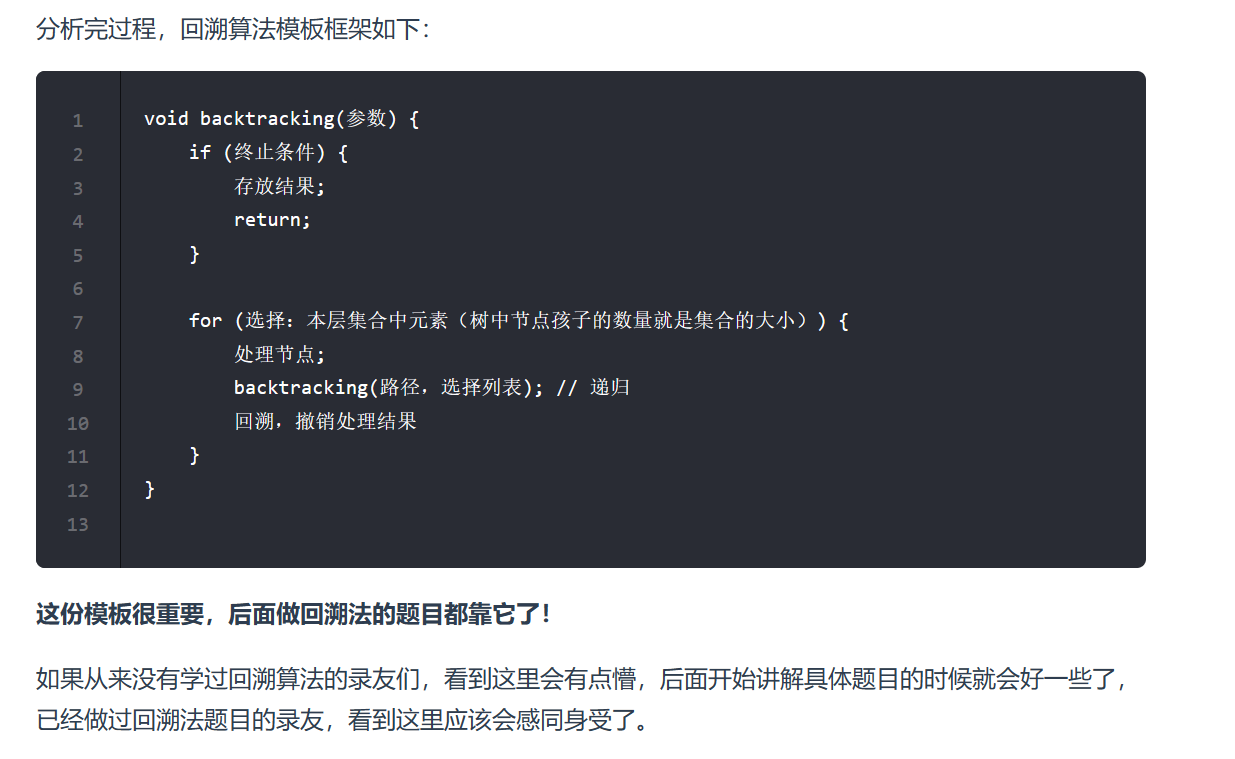 分析完过程，回溯算法模板框架如下：
1 void backtracking(参数) {
2     if (终止条件) {
3         存放结果;
4         return;
5     }
6
7     for (选择：本层集合中元素（树中节点孩子的数量就是集合的大小）) {
8         处理节点;
9         backtracking(路径，选择列表); // 递归
10         回溯，撤销处理结果
11     }
12 }
13
这份模板很重要，后面做回溯法的题目都靠它了！
如果从来没有学过回溯算法的录友们，看到这里会有点懵，后面开始讲解具体题目的时候就会好一些了，
已经做过回溯法题目的录友，看到这里应该会感同身受了。